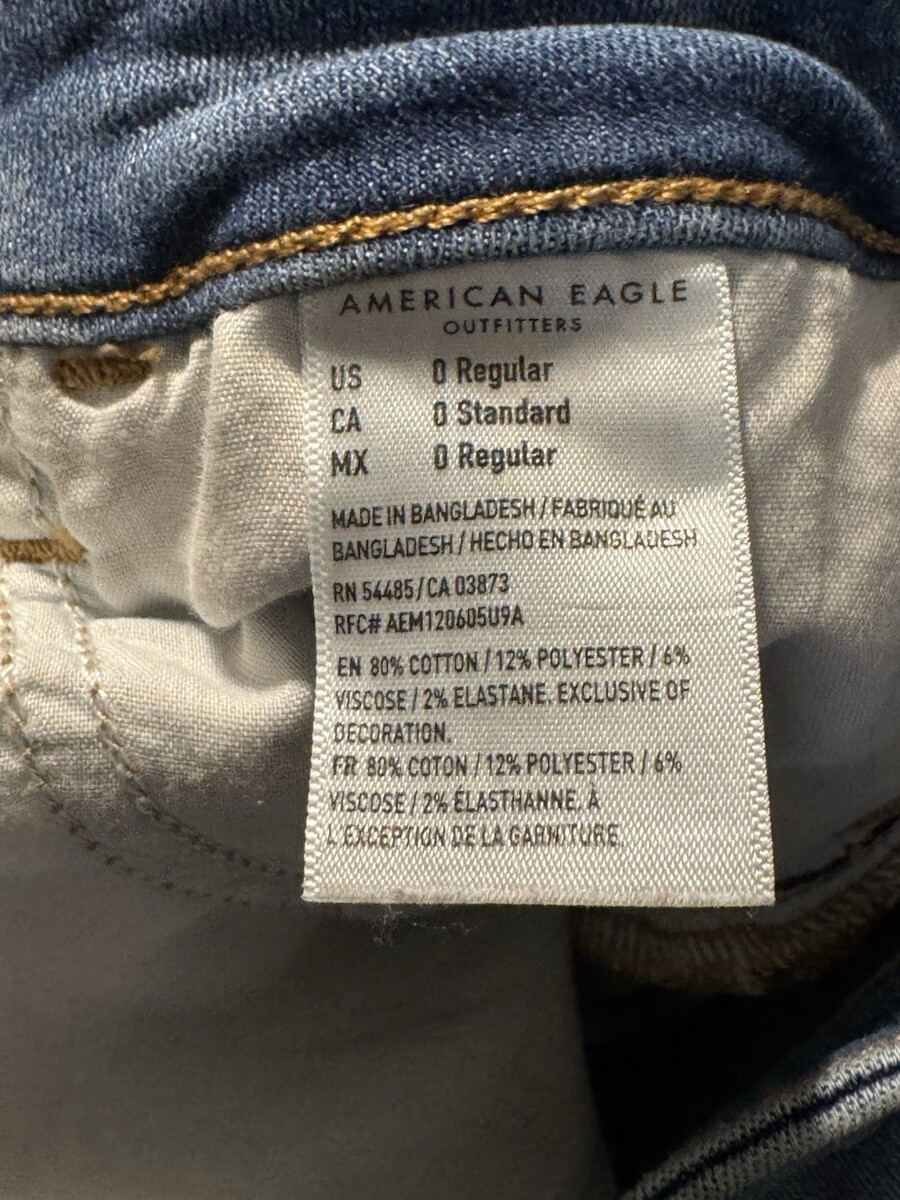 AMERICAN EAGLE
OUTFITTERS
US 0 Regular
CA 0 Standard
MX 0 Regular
MADE IN BANGLADESH / FABRIQUÉ AU
BANGLADESH / HECHO EN BANGLADESH
RN 54485 / CA 03873
RFC# AEM120605U9A
EN 80% COTTON / 12% POLYESTER / 6%
VISCOSE / 2% ELASTANE. EXCLUSIVE OF
DECORATION.
FR 80% COTON / 12% POLYESTER / 6%
VISCOSE / 2% ÉLASTHANNE. À
L'EXCEPTION DE LA GARNITURE.